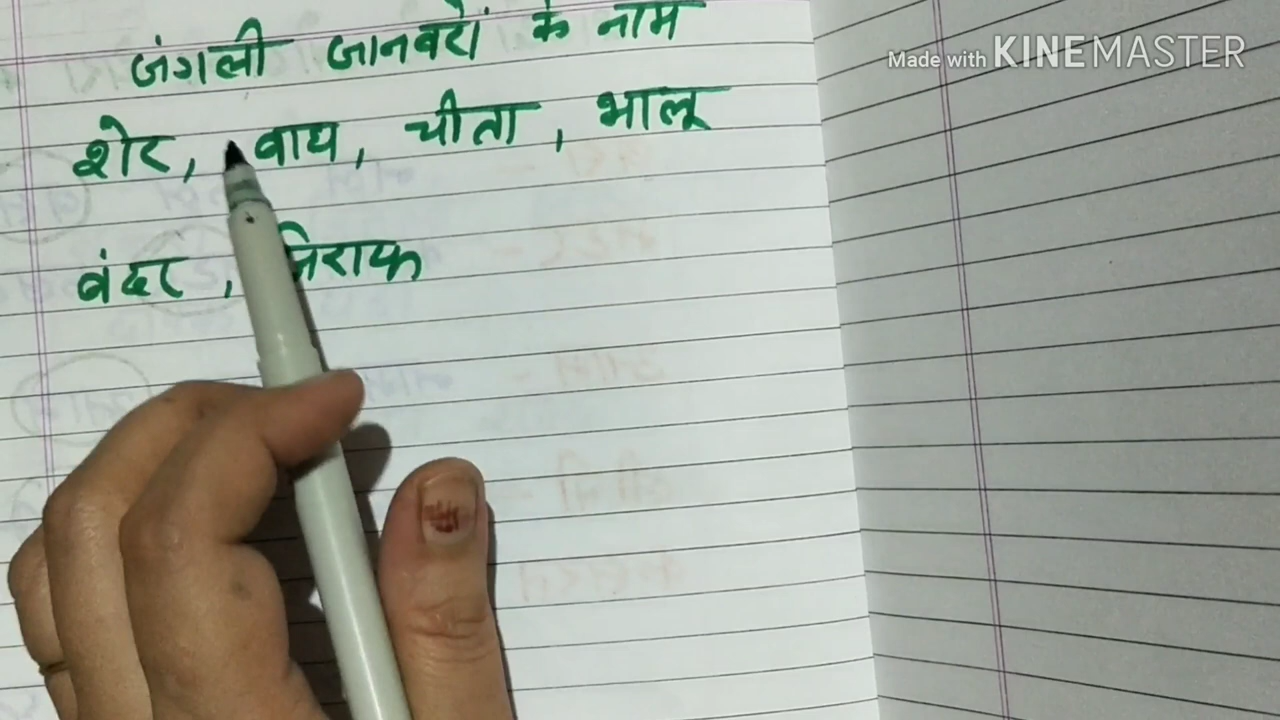 जंगली जानवरों के नाम
Made with KINEMASTER
शेर, बाघ, चीता, भालू
बंदर, जिराफ